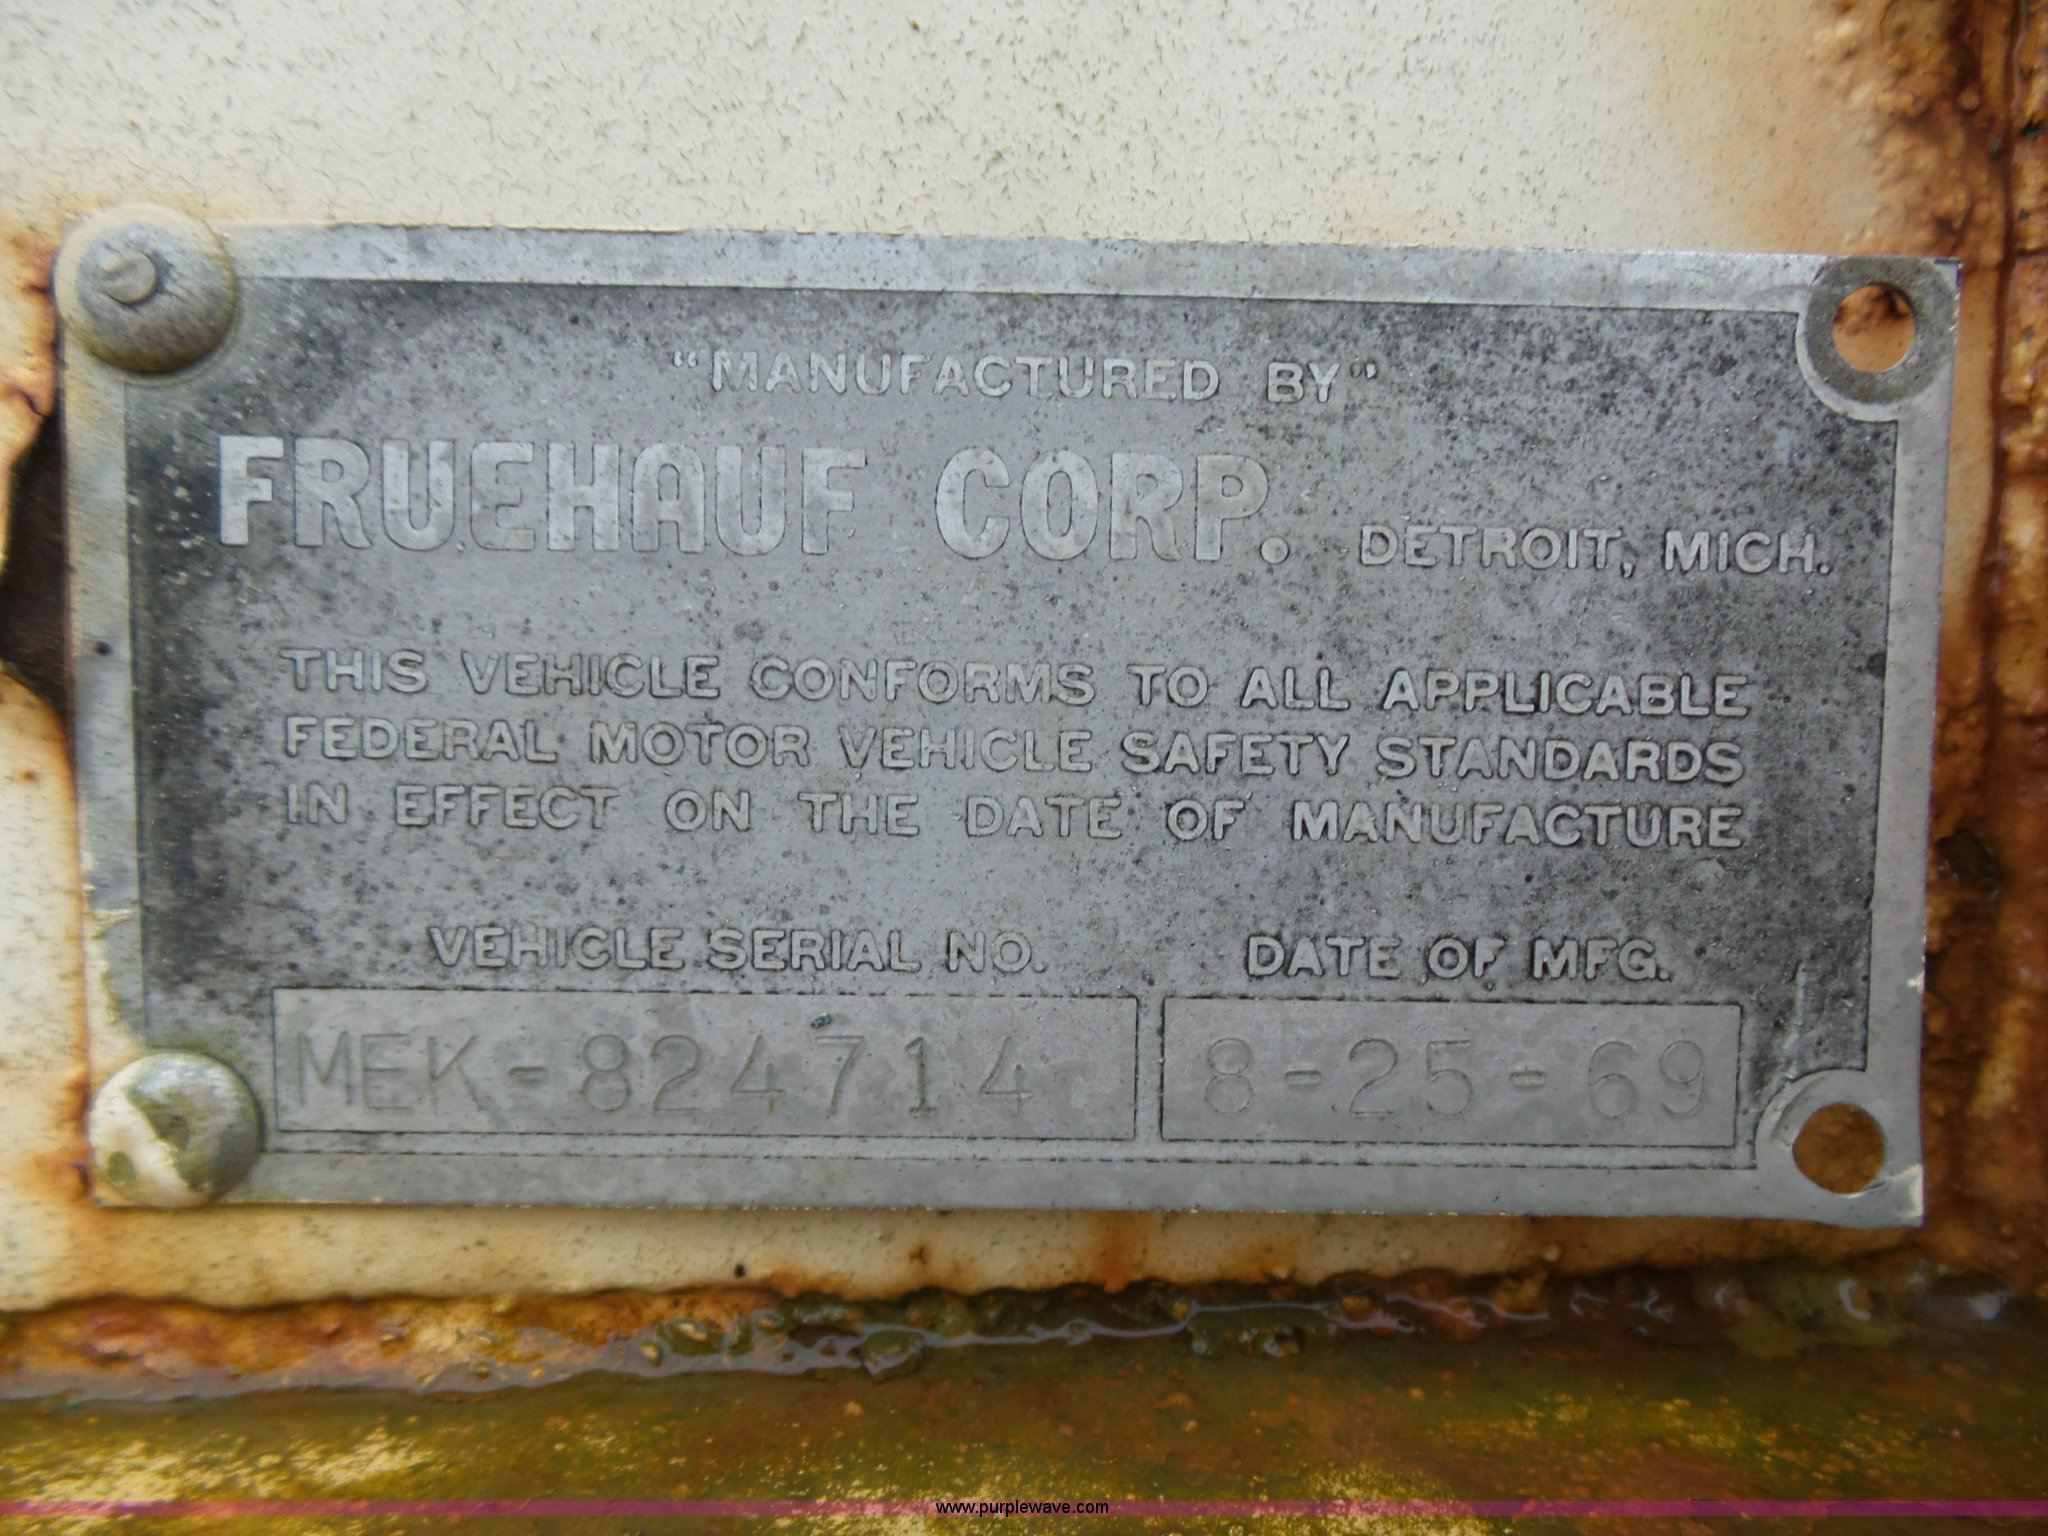 "MANUFACTURED BY"
FRUEHAUF CORP. DETROIT, MICH.
THIS VEHICLE CONFORMS TO ALL APPLICABLE
FEDERAL MOTOR VEHICLE SAFETY STANDARDS
IN EFFECT ON THE DATE OF MANUFACTURE
VEHICLE SERIAL NO. DATE OF MFG.
MEK-824714 8-25-69
www.purplewave.com